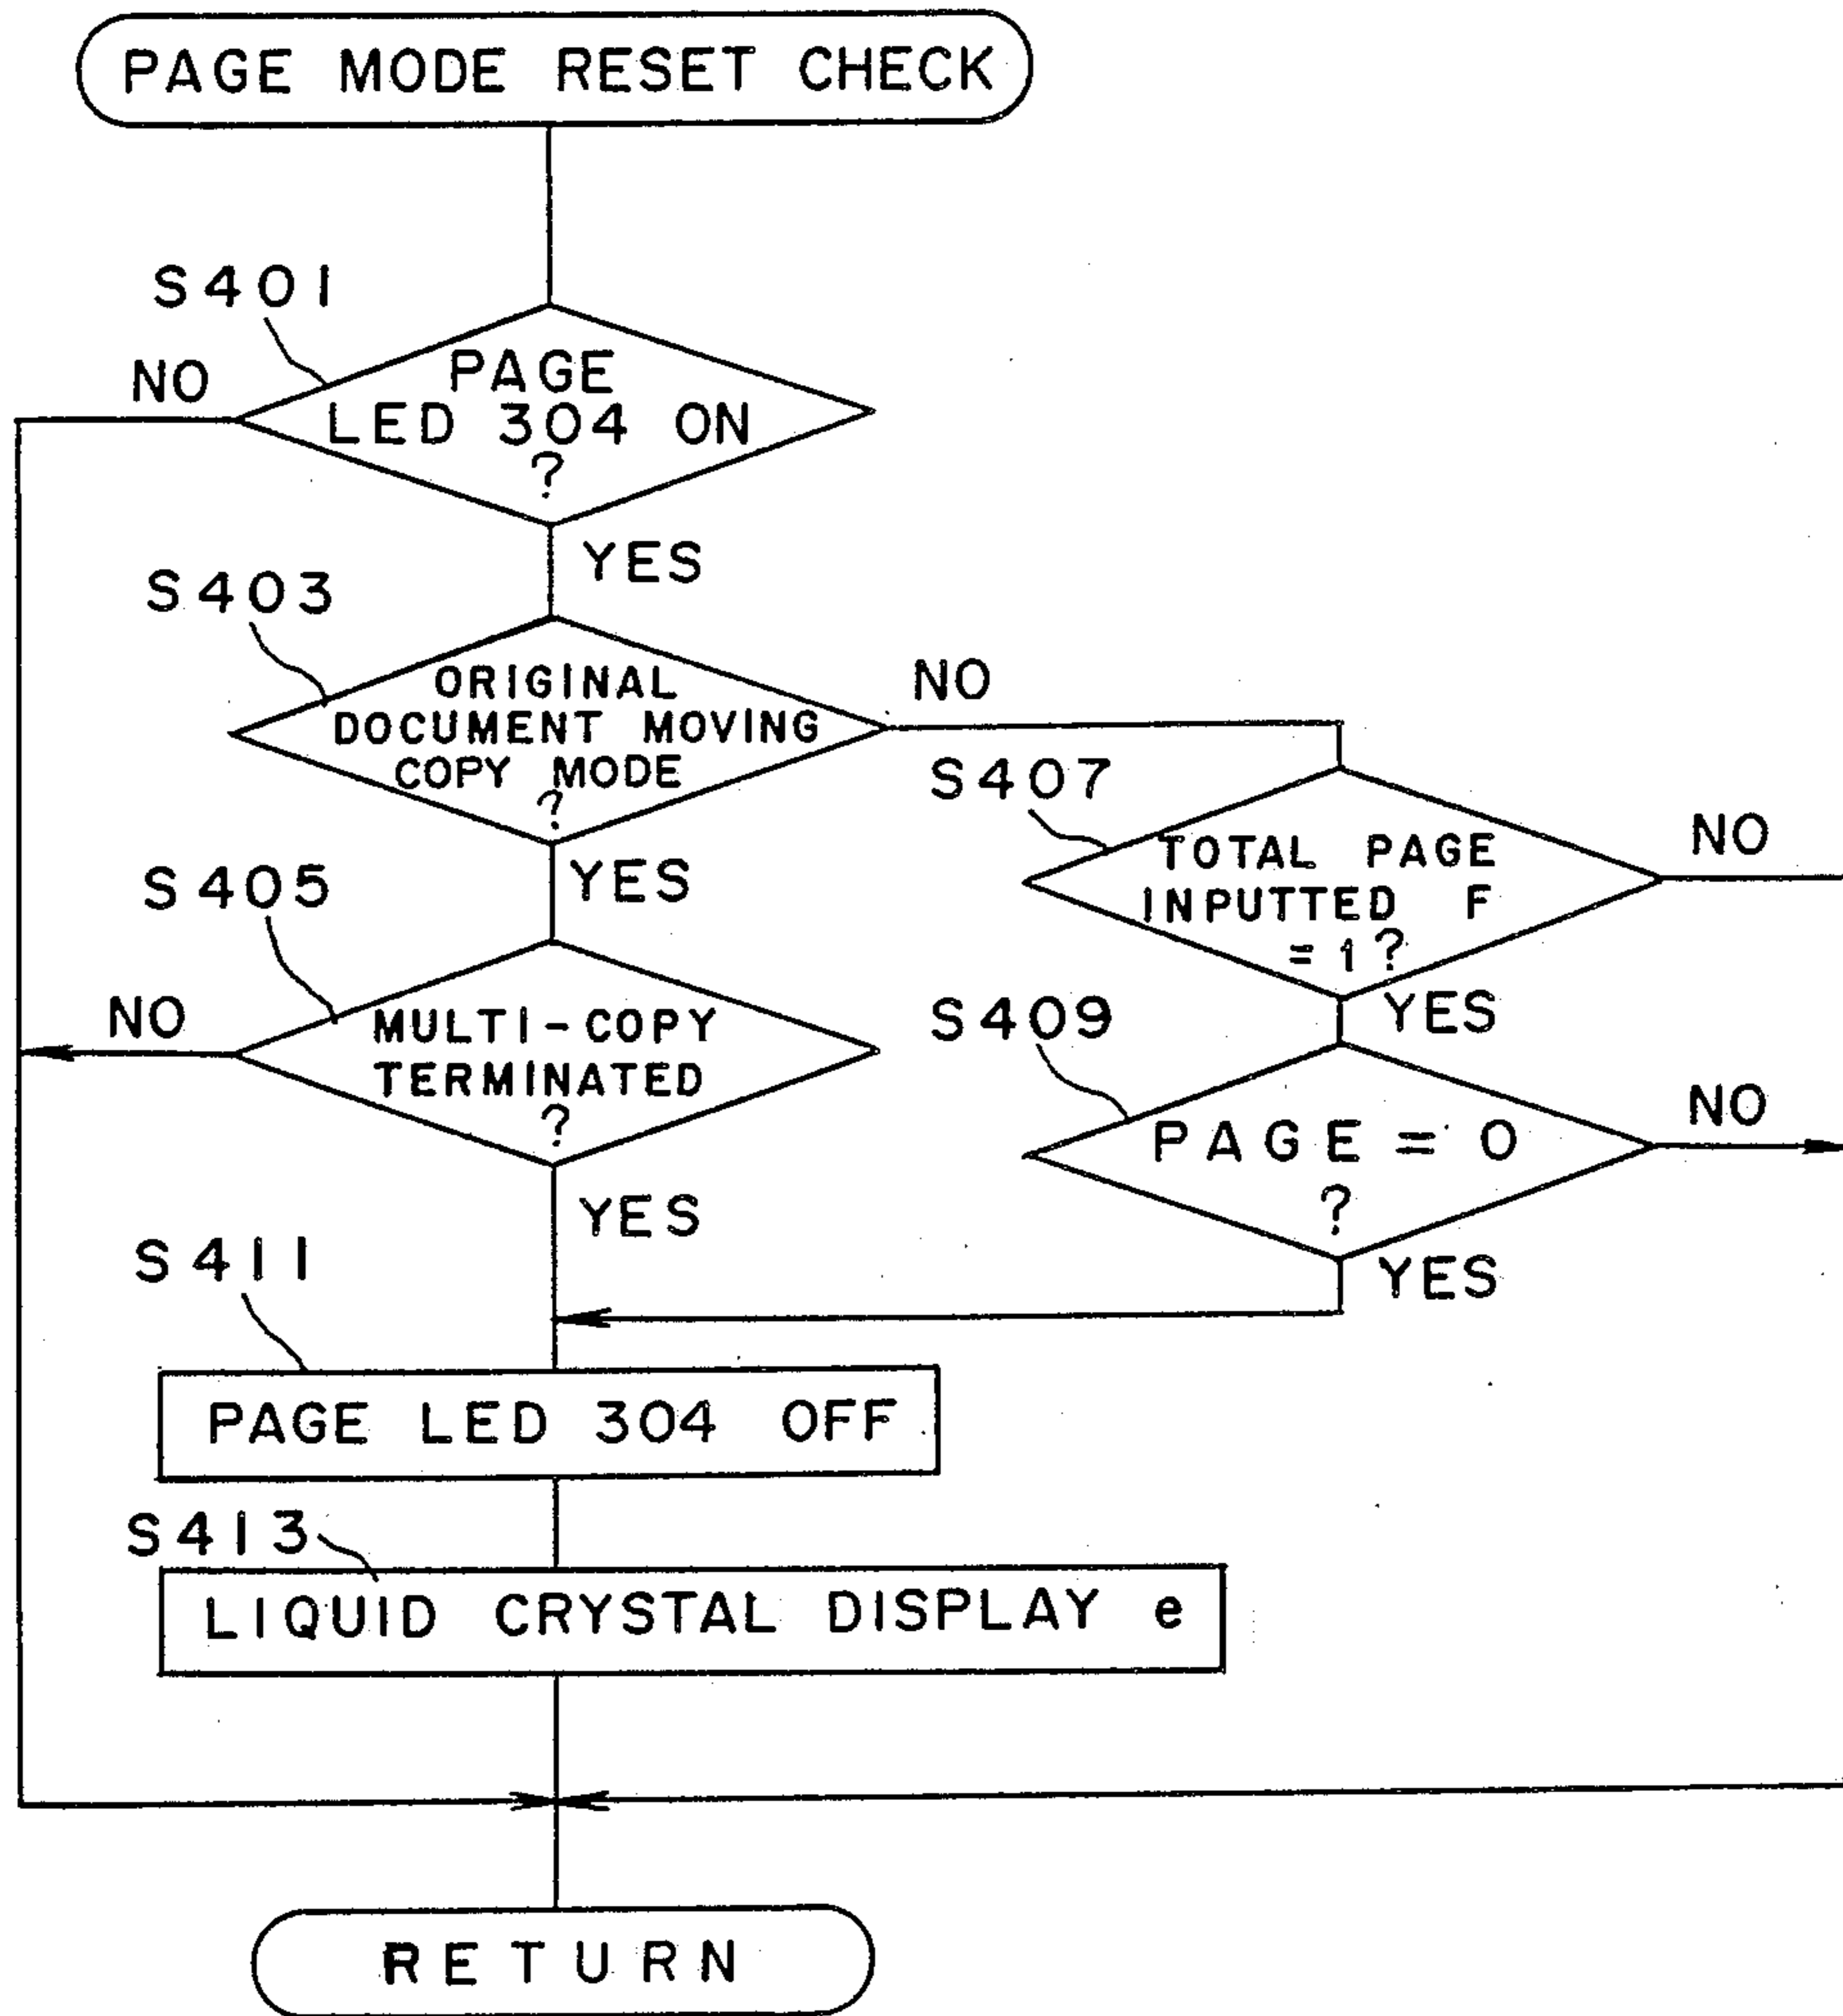 PAGE MODE RESET CHECK
S401
NO
PAGE
LED 304 ON
?
YES
S403
ORIGINAL
DOCUMENT MOVING
COPY MODE
?
NO
YES
S407
TOTAL PAGE
INPUTTED F
=1?
NO
YES
S405
NO
MULTI-COPY
TERMINATED
?
YES
S409
PAGE = 0
?
NO
YES
S411
PAGE LED 304 OFF
S413
LIQUID CRYSTAL DISPLAY e
RETURN